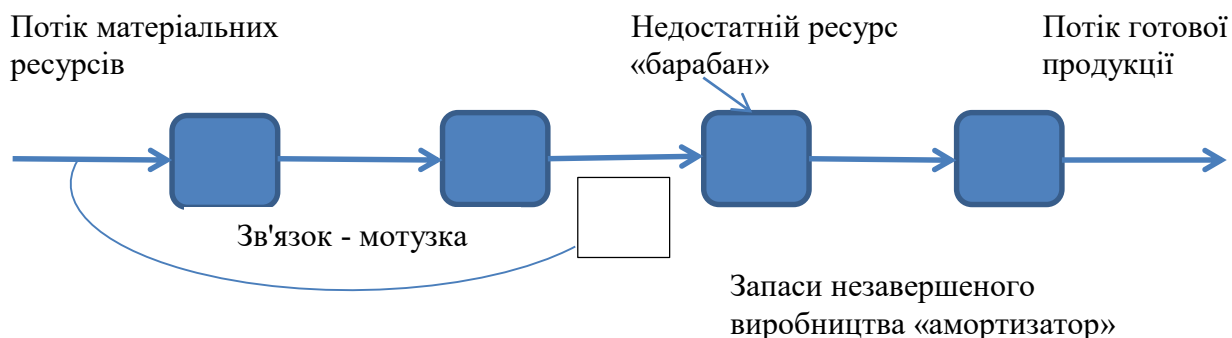 Потік матеріальних
ресурсів
Недостатній ресурс
«барабан»
Потік готової
продукції
Зв'язок - мотузка
Запаси незавершеного
виробництва «амортизатор»